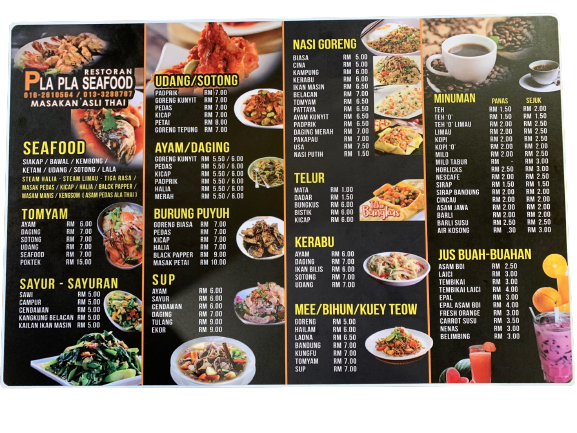 RESTORAN
PLA PLA SEAFOOD
MASAKAN ASLI THAI
SEAFOOD
SIAKAP / BAWAL / KEMBONG /
KETAM / UDANG / SOTONG / LALA
STEAM HALIA - STEAM LIMAU - TIGA RASA /
MASAK PEDAS / KICAP / HALIA / BALCK PAPPER /
MASAM MANIS / KENGSOM ( ASAM PEDAS ALA THAI )
TOMYAM
AYAM RM 6.00
DAGING RM 7.00
SOTONG RM 7.00
UDANG RM 7.00
SEAFOOD RM 7.00
POKTEK RM 15.00
SAYUR - SAYURAN
SAWI RM 5.00
CAMPUR RM 5.00
CENDAWAN RM 5.00
KANGKUNG BELACAN RM 5.00
KAILAN IKAN MASIN RM 5.00
UDANG/SOTONG
PADPRIK RM 7.00
GORENG KUNYIT RM 7.00
PEDAS RM 7.00
KICAP RM 7.00
PETAI RM 8.00
GORENG TEPUNG RM 7.00
AYAM/DAGING
GORENG KUNYIT RM 5.50 / 6.00
PEDAS RM 5.50 / 6.00
KICAP RM 5.50 / 6.00
PADPRIK RM 5.50 / 6.00
HALIA RM 5.50 / 6.00
MERAH RM 5.50 / 6.00
BURUNG PUYUH
GORENG BIASA RM 7.00
PEDAS RM 7.00
KICAP RM 7.00
HALIA RM 7.00
BLACK PAPPER RM 9.00
MASAK PETAI RM 10.00
SUP
AYAM RM 6.00
SAYUR RM 6.00
CENDAWAN RM 6.00
DAGING RM 7.00
TULANG RM 9.00
EKOR RM 9.00
NASI GORENG
BIASA RM 5.00
CINA RM 5.00
KAMPUNG RM 6.00
KERABU RM 6.00
IKAN MASIN RM 6.50
BELACAN RM 7.00
TOMYAM RM 6.50
PATTAYA RM 6.50
AYAM KUNYIT RM 6.50
PADPRIK RM 6.50
DAGING MERAH RM 7.00
PAKAPAU RM 7.00
USA RM 7.50
NASI PUTIH RM 1.50
TELUR
MATA RM 1.00
DADAR RM 1.50
BUNGKUS RM 6.00
BISTIK RM 6.00
KICAP RM 6.00
Telur
Bungkus
KERABU
AYAM RM 6.00
DAGING RM 7.00
IKAN BILIS RM 6.00
SOTONG RM 7.00
UDANG RM 7.00
MEE/BIHUN/KUEY TEOW
GORENG RM 5.00
HAILAM RM 6.50
LADNA RM 6.50
BANDUNG RM 7.00
KUNGFU RM 7.00
TOMYAM RM 7.00
SUP RM 7.00
MINUMAN PANAS SEJUK
TEH RM 1.50 RM 2.00
TEH 'O' RM 1.50 RM 2.00
TEH 'O' LIMAU RM 2.00 RM 2.50
LIMAU RM 2.00 RM 2.50
KOPI RM 2.00 RM 2.50
KOPI 'O' RM 2.00 RM 2.50
MILO RM 2.00 RM 2.50
MILO TABUR RM - RM 3.00
HORLICKS RM 2.50 RM 3.00
NESCAFE RM 2.00 RM 2.50
SIRAP RM 1.50 RM 1.50
SIRAP BANDUNG RM 2.00 RM 2.50
CINCAU RM 2.00 RM 2.50
ASAM JAWA RM 2.00 RM 2.50
BARLI RM 2.00 RM 2.50
BARLI SUSU RM 2.50 RM 2.50
AIR KOSONG RM .30 RM 3.00
JUS BUAH-BUAHAN
ASAM BOI RM 2.50
LAICI RM 3.00
TEMBIKAI RM 3.00
TEMBIKAI LAICI RM 4.00
EPAL RM 3.00
EPAL ASAM BOI RM 4.00
FRESH ORANGE RM 3.00
CARROT SUSU RM 3.50
NENAS RM 3.00
BELIMBING RM 3.00